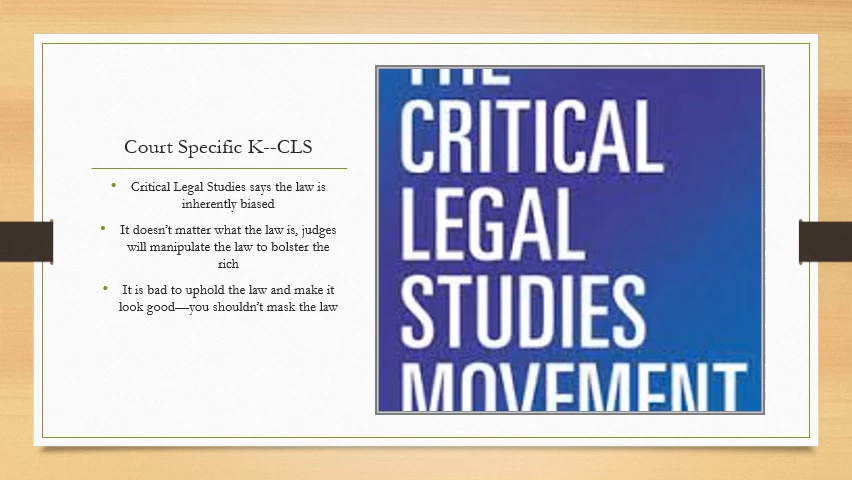 Court Specific K--CLS
• Critical Legal Studies says the law is
inherently biased
• It doesn’t matter what the law is, judges
will manipulate the law to bolster the
rich
• It is bad to uphold the law and make it
look good—you shouldn’t mask the law
THE
CRITICAL
LEGAL
STUDIES
MOVEMENT